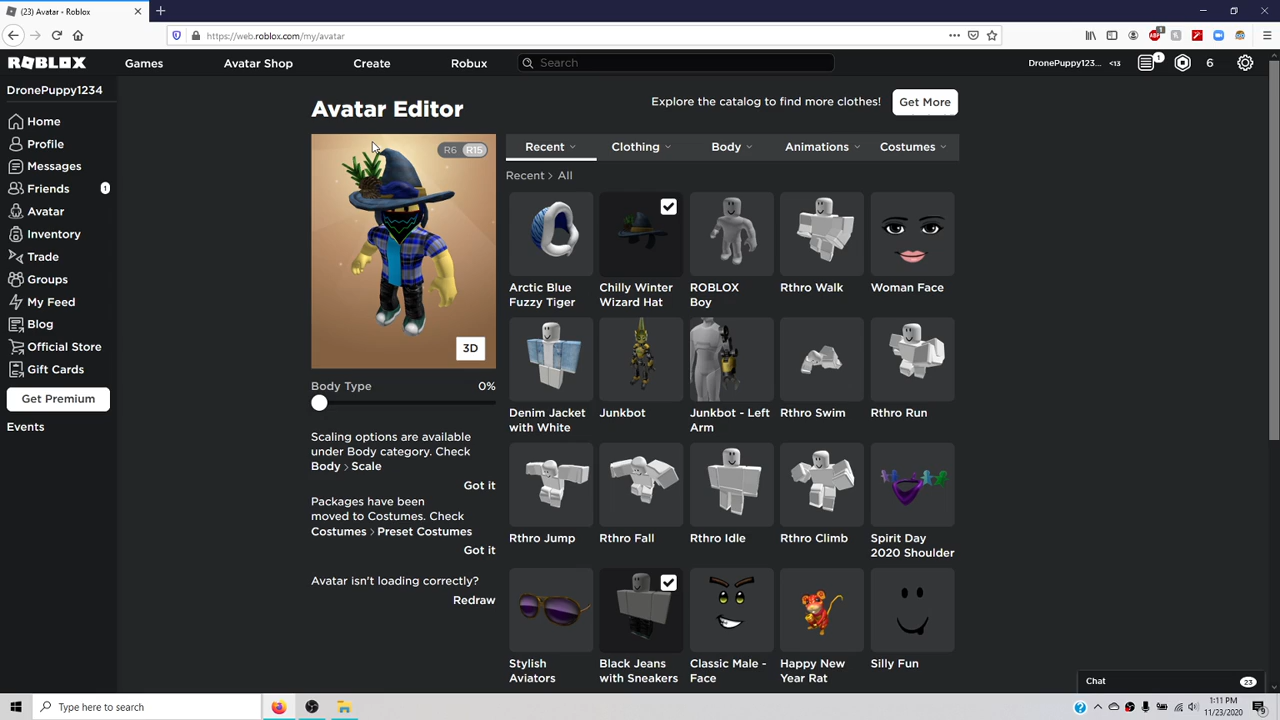 (23) Avatar - Roblox
https://web.roblox.com/my/avatar
ROBLOX
Games
Avatar Shop
Create
Robux
Search
DronePuppy123... <13
1
6
DronePuppy1234
Home
Profile
Messages
Friends 1
Avatar
Inventory
Trade
Groups
My Feed
Blog
Official Store
Gift Cards
Get Premium
Events
Avatar Editor
Explore the catalog to find more clothes!
Get More
R6 R15
3D
Body Type 0%
Scaling options are available
under Body category. Check
Body > Scale
Got it
Packages have been
moved to Costumes. Check
Costumes > Preset Costumes
Got it
Avatar isn't loading correctly?
Redraw
Recent
Clothing
Body
Animations
Costumes
Recent > All
Arctic Blue
Fuzzy Tiger
Chilly Winter
Wizard Hat
ROBLOX
Boy
Rthro Walk
Woman Face
Denim Jacket
with White
Junkbot
Junkbot - Left
Arm
Rthro Swim
Rthro Run
Rthro Jump
Rthro Fall
Rthro Idle
Rthro Climb
Spirit Day
2020 Shoulder
Stylish
Aviators
Black Jeans
with Sneakers
Classic Male -
Face
Happy New
Year Rat
Silly Fun
Chat 23
Type here to search
1:11 PM
11/23/2020